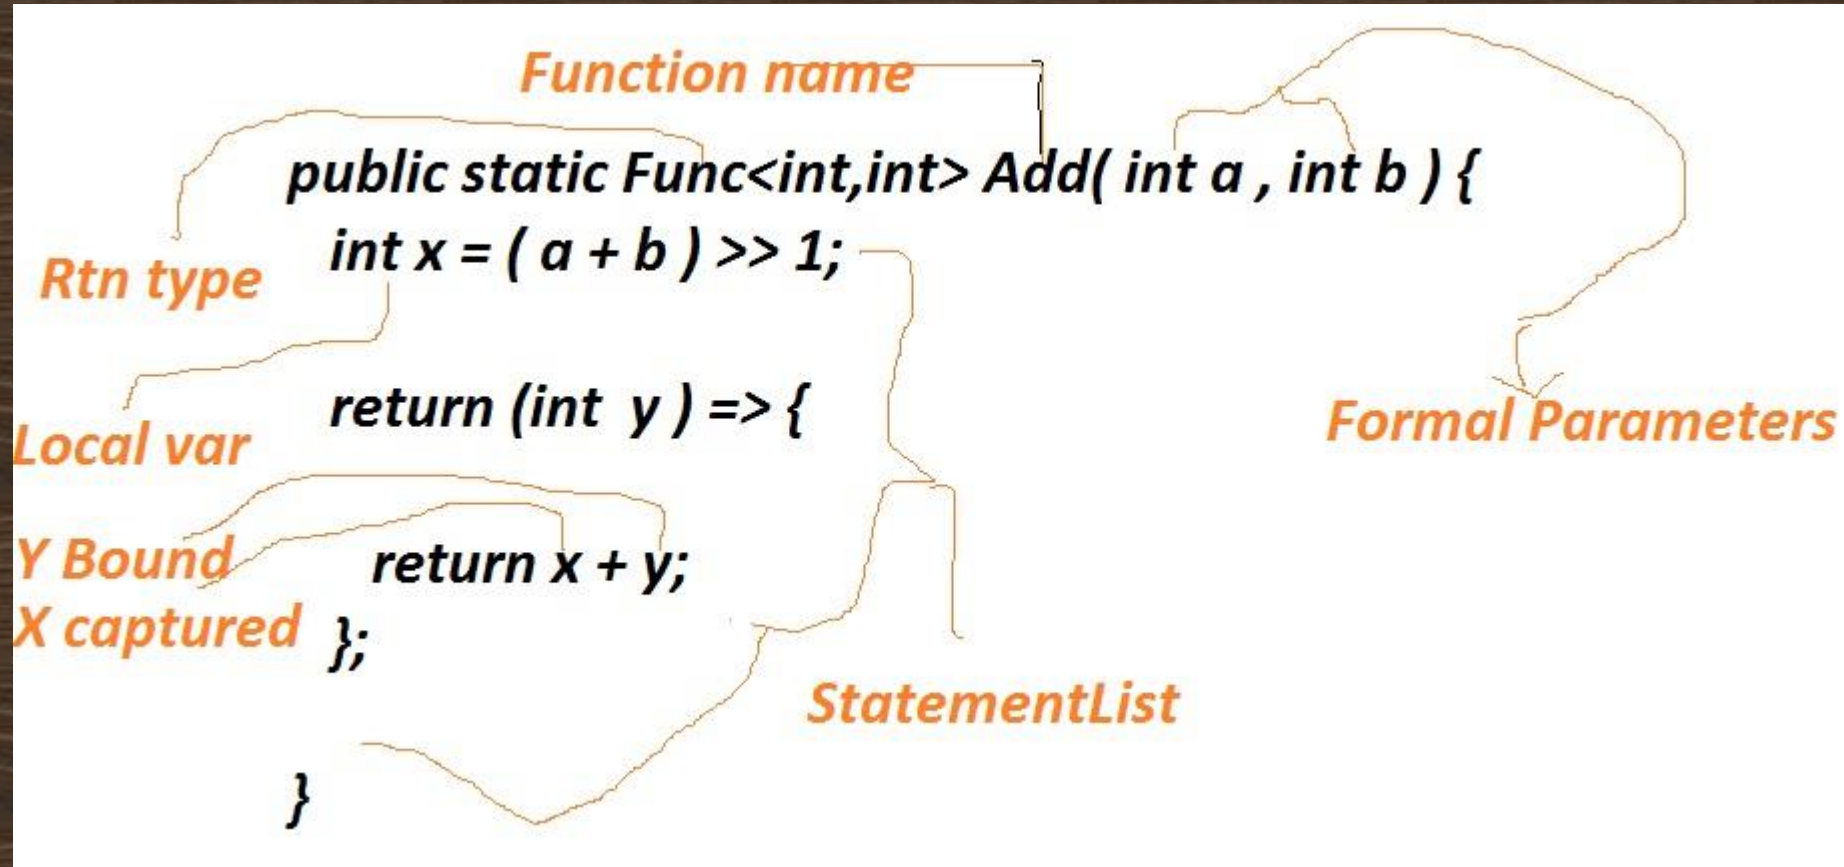 Function name
public static Func<int,int> Add( int a , int b ) {
Rtn type
int x = ( a + b ) >> 1;
Local var
return (int y ) => {
Formal Parameters
Y Bound
X captured
return x + y;
};
StatementList
}